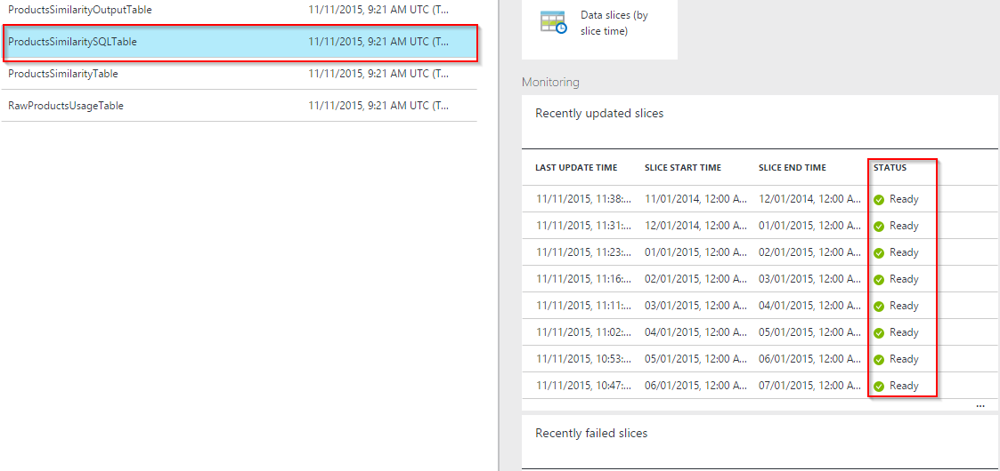 ProductsSimilarityOutputTable 11/11/2015, 9:21 AM UTC (T...
ProductsSimilaritySQLTable 11/11/2015, 9:21 AM UTC (T...
ProductsSimilarityTable 11/11/2015, 9:21 AM UTC (T...
RawProductsUsageTable 11/11/2015, 9:21 AM UTC (T...
Data slices (by
slice time)
Monitoring
Recently updated slices
LAST UPDATE TIME SLICE START TIME SLICE END TIME STATUS
11/11/2015, 11:38:... 11/01/2014, 12:00 A... 12/01/2014, 12:00 A... Ready
11/11/2015, 11:31:... 12/01/2014, 12:00 A... 01/01/2015, 12:00 A... Ready
11/11/2015, 11:23:... 01/01/2015, 12:00 A... 02/01/2015, 12:00 A... Ready
11/11/2015, 11:16:... 02/01/2015, 12:00 A... 03/01/2015, 12:00 A... Ready
11/11/2015, 11:11:... 03/01/2015, 12:00 A... 04/01/2015, 12:00 A... Ready
11/11/2015, 11:02:... 04/01/2015, 12:00 A... 05/01/2015, 12:00 A... Ready
11/11/2015, 10:53:... 05/01/2015, 12:00 A... 06/01/2015, 12:00 A... Ready
11/11/2015, 10:47:... 06/01/2015, 12:00 A... 07/01/2015, 12:00 A... Ready
...
Recently failed slices